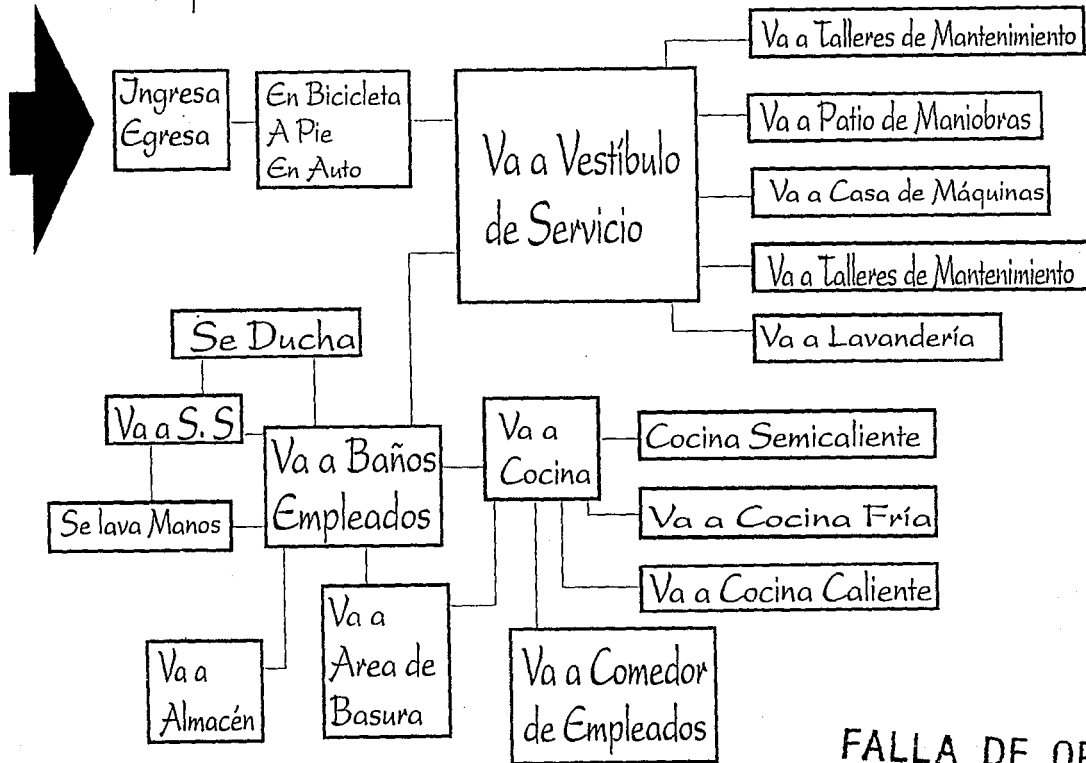 Va a Talleres de Mantenimiento
Ingresa
Egresa
En Bicicleta
A Pie
En Auto
Va a Vestíbulo
de Servicio
Va a Patio de Maniobras
Va a Casa de Máquinas
Va a Talleres de Mantenimiento
Va a Lavandería
Se Ducha
Va a S. S
Va a Baños
Empleados
Se lava Manos
Va a
Cocina
Cocina Semicaliente
Va a Cocina Fría
Va a Cocina Caliente
Va a
Almacén
Va a
Area de
Basura
Va a Comedor
de Empleados
FALLA DE